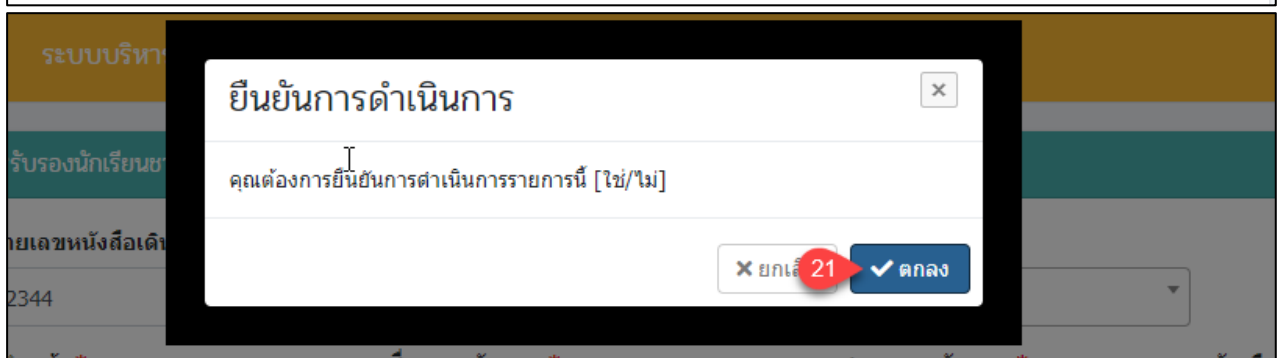 ระบบบริหาร
ยืนยันการดำเนินการ
รับรองนักเรียนชา
คุณต้องการยืนยันการดำเนินการรายการนี้ [ใช่/ไม่]
ายเลขหนังสือเดิน
21 ตกลง
2344